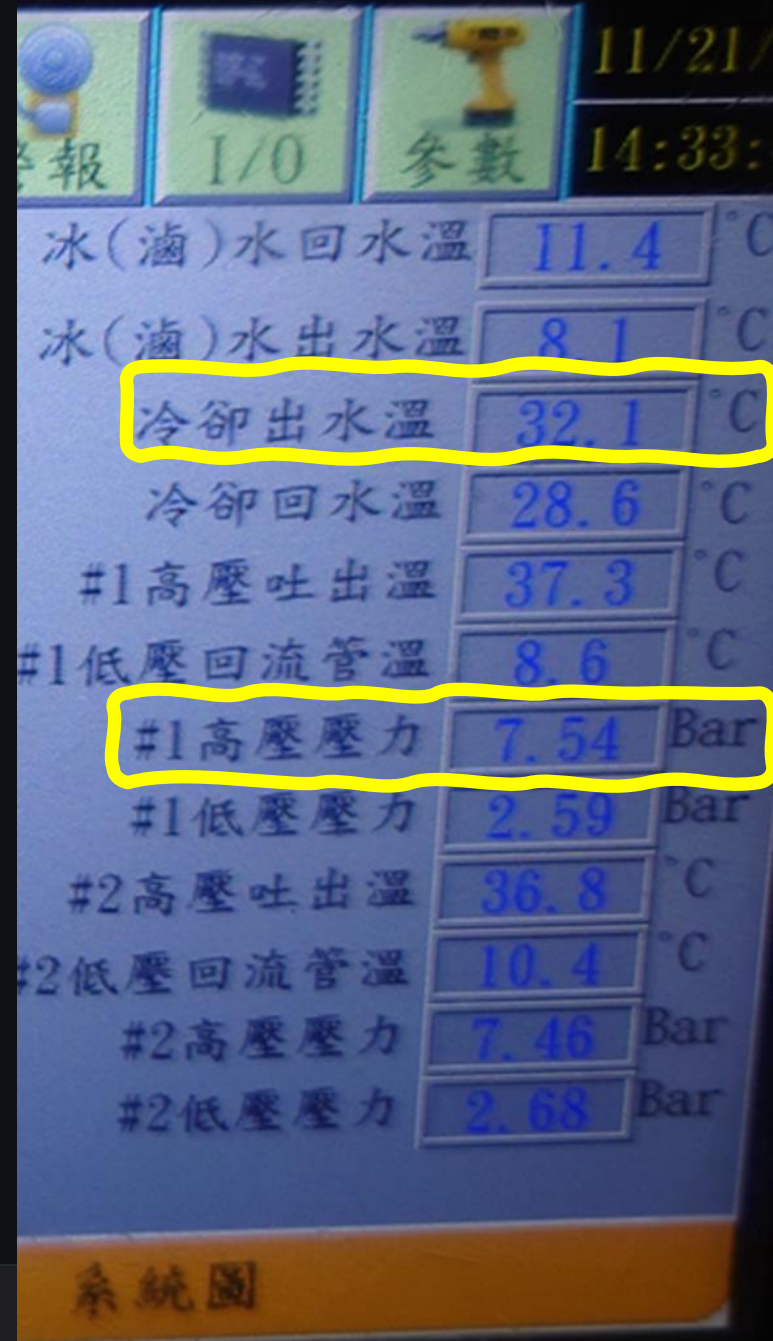 報 I/O 參數
11/21/
14:33:
冰(滷)水回水溫 11.4 °C
冰(滷)水出水溫 8.1 °C
冷卻出水溫 32.1 °C
冷卻回水溫 28.6 °C
#1高壓吐出溫 37.3 °C
#1低壓回流管溫 8.6 °C
#1高壓壓力 7.54 Bar
#1低壓壓力 2.59 Bar
#2高壓吐出溫 36.8 °C
#2低壓回流管溫 10.4 °C
#2高壓壓力 7.46 Bar
#2低壓壓力 2.68 Bar
系統圖